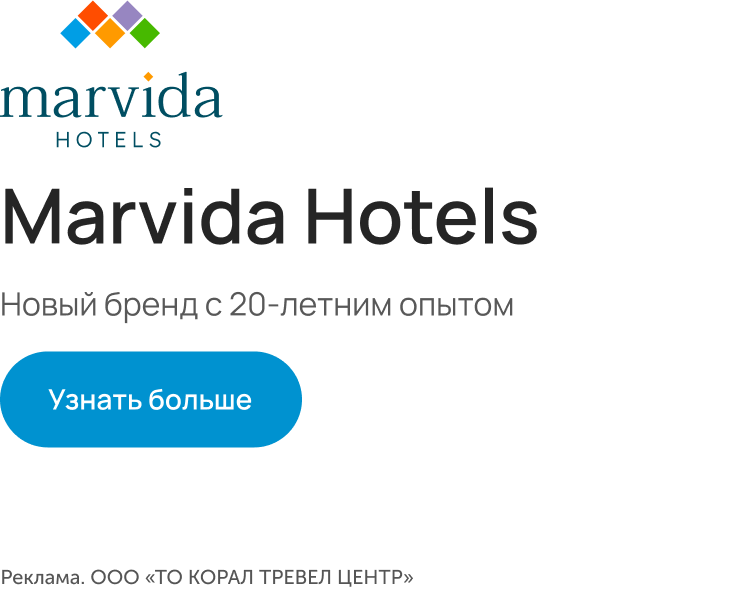 marvida
HOTELS
Marvida Hotels
Новый бренд с 20-летним опытом
Узнать больше
Реклама. ООО «ТО КОРАЛ ТРЕВЕЛ ЦЕНТР»